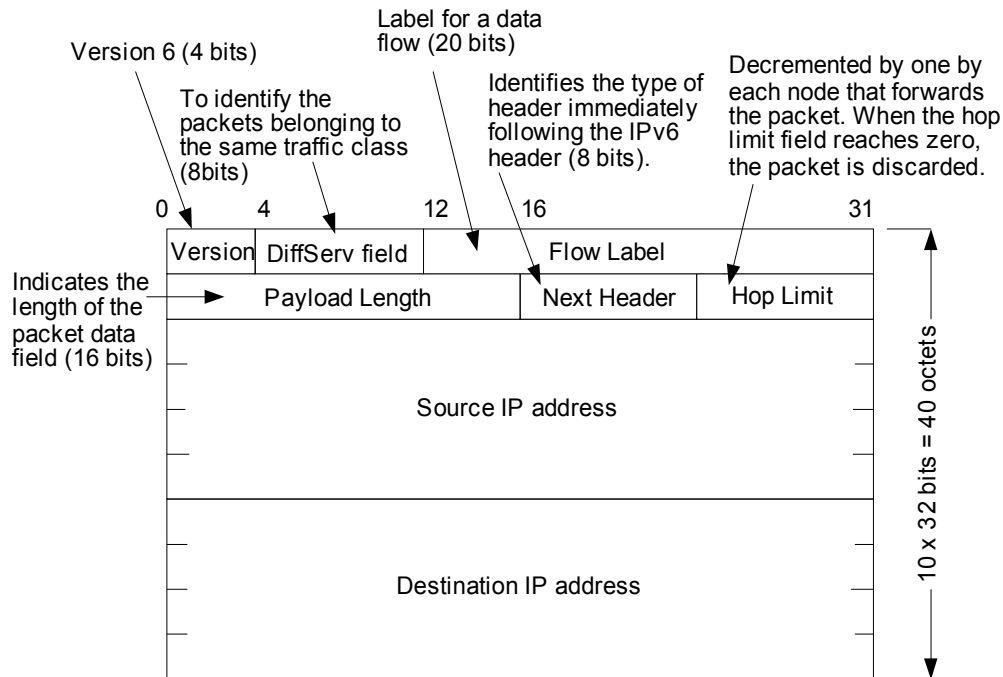 Label for a data
flow (20 bits)
Version 6 (4 bits)
To identify the
packets belonging to
the same traffic class
(8bits)
Identifies the type of
header immediately
following the IPv6
header (8 bits).
Decremented by one by
each node that forwards
the packet. When the hop
limit field reaches zero,
the packet is discarded.
0 4 12 16 31
Version DiffServ field Flow Label
Indicates the
length of the
packet data
field (16 bits)
Payload Length Next Header Hop Limit
Source IP address
Destination IP address
10 x 32 bits = 40 octets